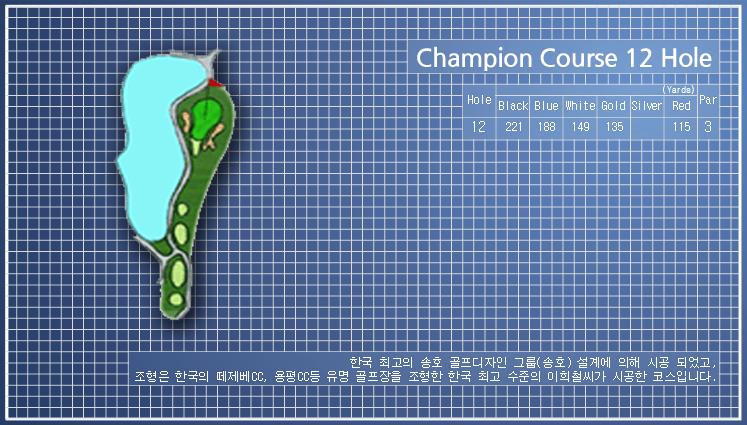 Champion Course 12 Hole
(Yards)
Hole Black Blue White Gold Silver Red Par
12 221 188 149 135 115 3
한국 최고의 송호 골프디자인 그룹(송호) 설계에 의해 시공 되었고,
조형은 한국의 떼제베CC, 용평CC등 유명 골프장을 조형한 한국 최고 수준의 이희철씨가 시공한 코스입니다.